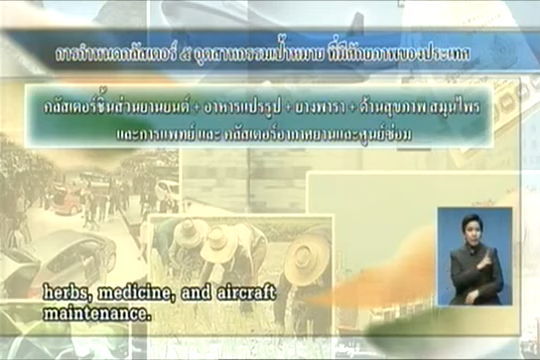 การกำหนดคลัสเตอร์ ๕ อุตสาหกรรมเป้าหมาย ที่มีศักยภาพของประเทศ
คลัสเตอร์ชิ้นส่วนยานยนต์ + อาหารแปรรูป + ยางพารา + ด้านสุขภาพ สมุนไพร
และการแพทย์ และ คลัสเตอร์อากาศยานและศูนย์ซ่อม
herbs, medicine, and aircraft
maintenance.